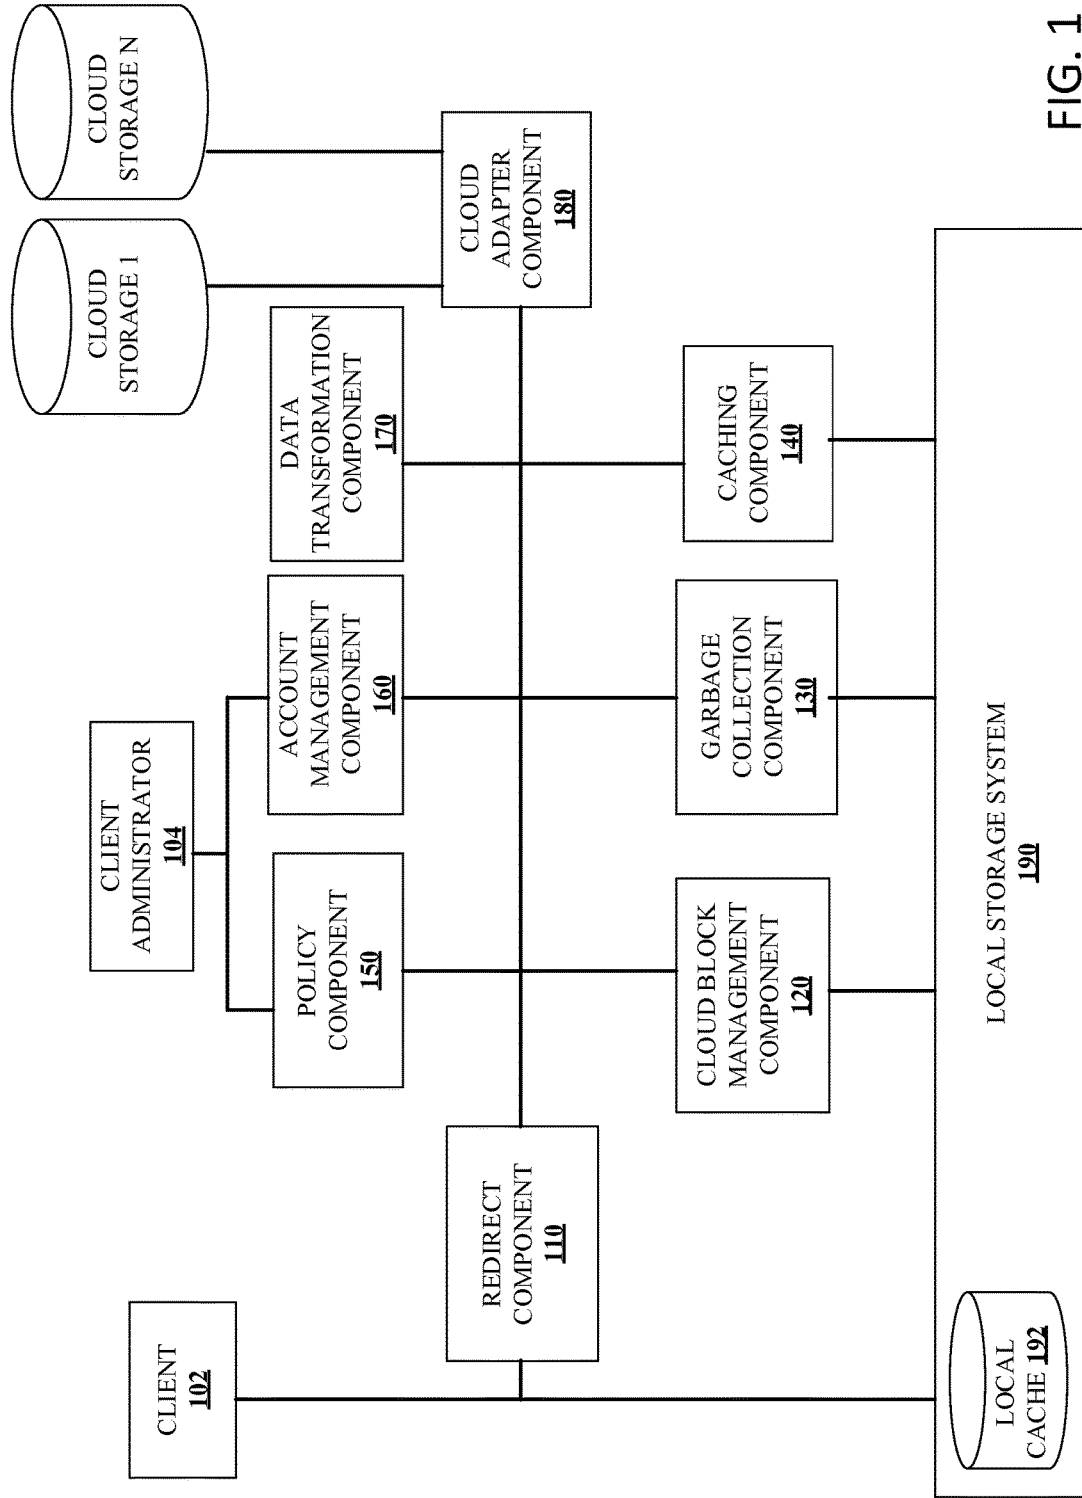 CLIENT
102
CLIENT
ADMINISTRATOR
104
CLOUD
STORAGE 1
CLOUD
STORAGE N
POLICY
COMPONENT
150
ACCOUNT
MANAGEMENT
COMPONENT
160
DATA
TRANSFORMATION
COMPONENT
170
REDIRECT
COMPONENT
110
CLOUD
ADAPTER
COMPONENT
180
CLOUD BLOCK
MANAGEMENT
COMPONENT
120
GARBAGE
COLLECTION
COMPONENT
130
CACHING
COMPONENT
140
LOCAL
CACHE 192
LOCAL STORAGE SYSTEM
190
FIG. 1